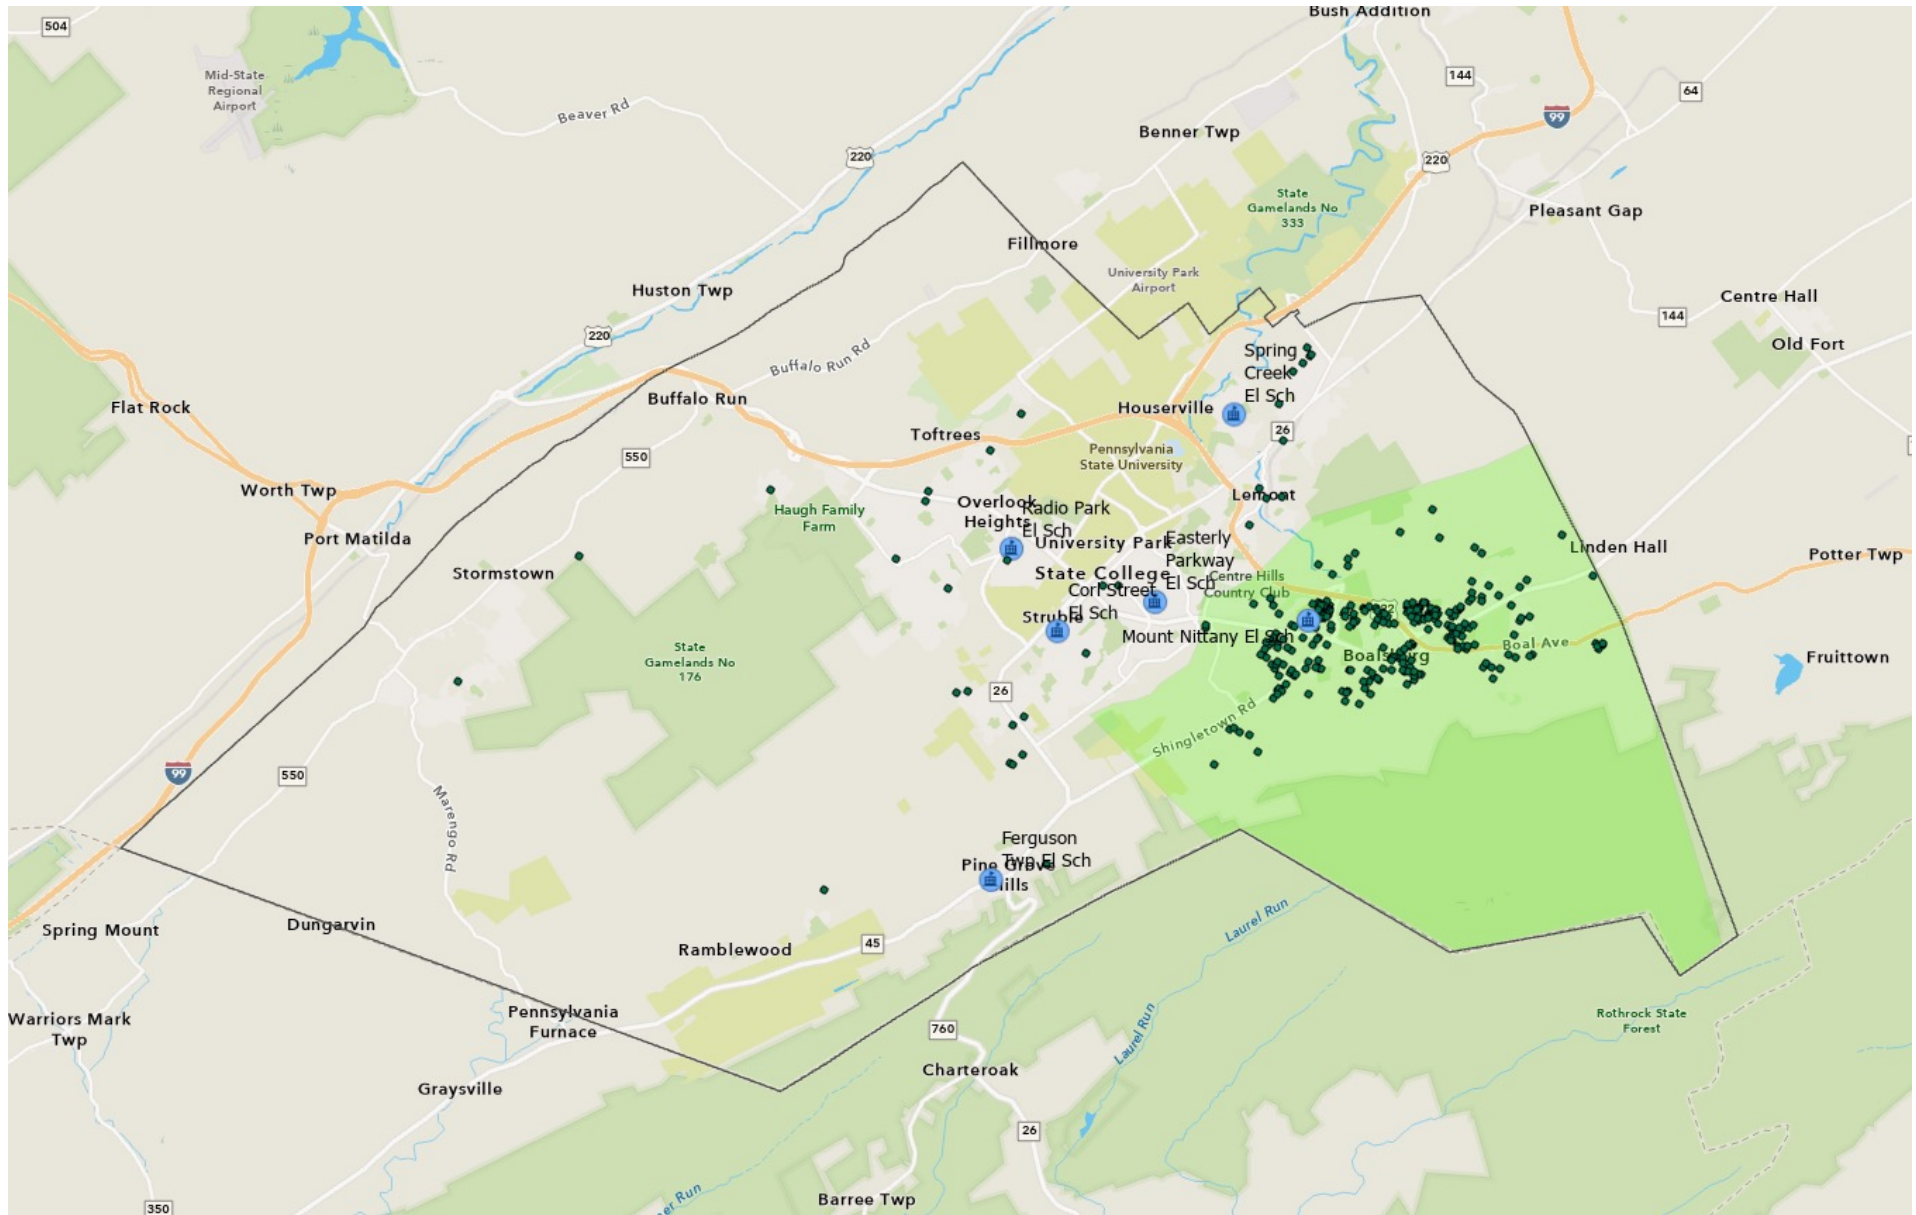 Bush Addition
504
Mid-State
Regional
Airport
144
64
Beaver Rd
99
Benner Twp
220
220
State
Gamelands No
333
Pleasant Gap
Fillmore
University Park
Airport
Huston Twp
Centre Hall
144
220
Old Fort
Buffalo Run Rd
Spring
Creek
El Sch
Buffalo Run
Flat Rock
Houserville
Toftrees
26
Pennsylvania
State University
550
Worth Twp
Lemont
Overlook
Heights
Radio Park
El Sch
Haugh Family
Farm
Port Matilda
University Park
Easterly
Parkway
El Sch
Linden Hall
Potter Twp
Stormstown
State College
Centre Hills
Country Club
Corl Street
El Sch
Struble
Mount Nittany El Sch
Boal Ave
Boalsburg
Fruittown
State
Gamelands No
176
26
Shingletown Rd
99
550
Marengo Rd
Ferguson
Twp El Sch
Pine Grove
Mills
Spring Mount
Dungarvin
Laurel Run
Ramblewood
45
Pennsylvania
Furnace
Warriors Mark
Twp
760
Laurel Run
Rothrock State
Forest
Charteroak
Graysville
26
Barree Twp
350
Run